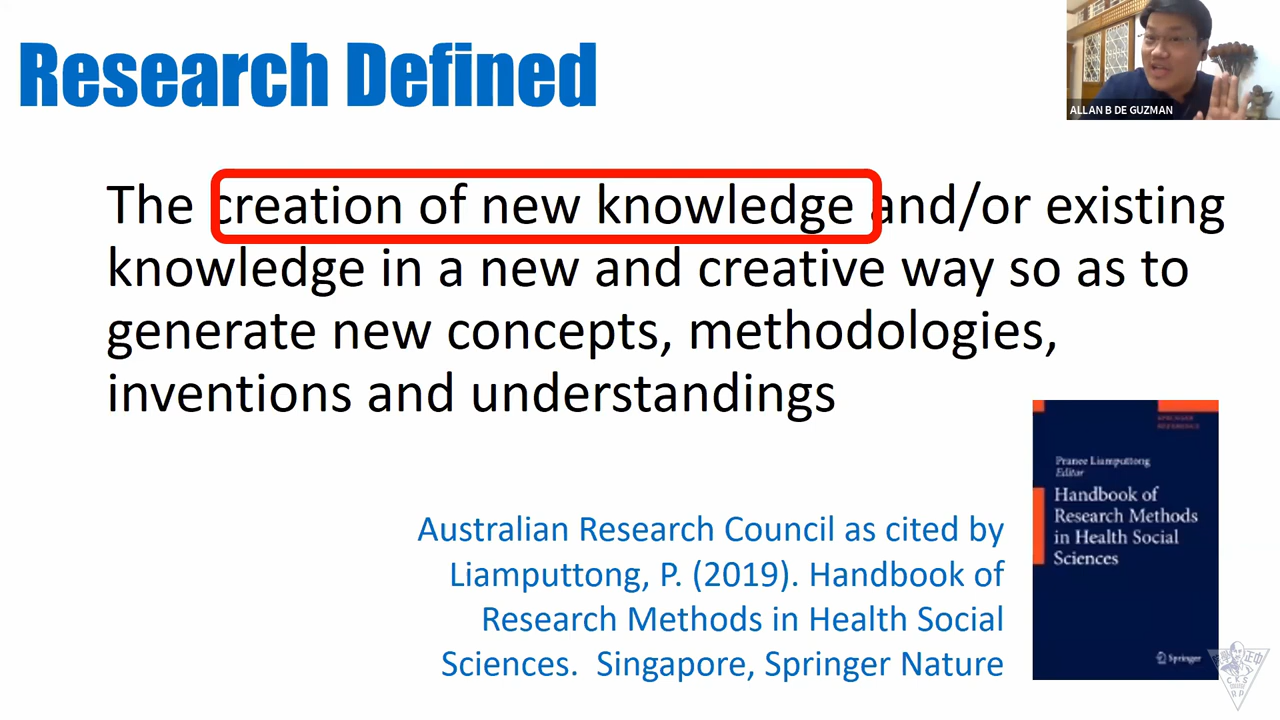 Research Defined
ALLAN B DE GUZMAN
The creation of new knowledge and/or existing
knowledge in a new and creative way so as to
generate new concepts, methodologies,
inventions and understandings
SPRINGER
REFERENCE
Pranee Liamputtong
Editor
Handbook of
Research Methods
in Health Social
Sciences
Springer
Australian Research Council as cited by
Liamputtong, P. (2019). Handbook of
Research Methods in Health Social
Sciences. Singapore, Springer Nature
C K S